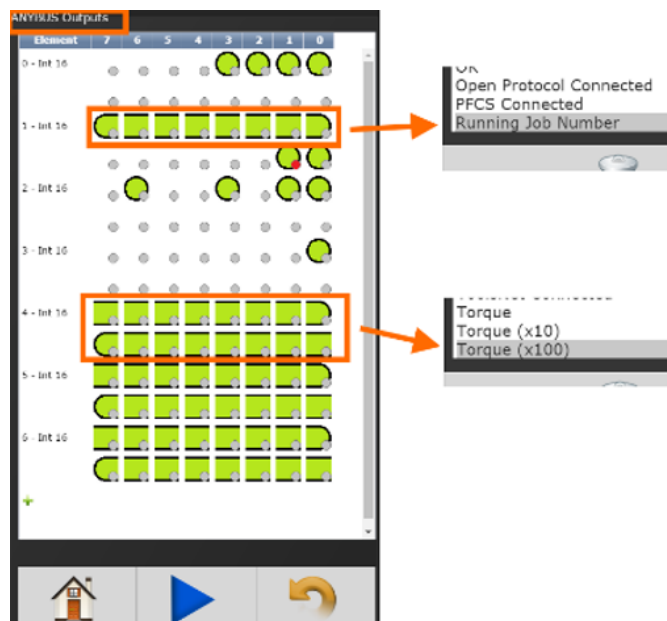 ANYBUS Outputs
Element 7 6 5 4 3 2 1 0
0 - Int 16
1 - Int 16
2 - Int 16
3 - Int 16
4 - Int 16
5 - Int 16
6 - Int 16
OK
Open Protocol Connected
PFCS Connected
Running Job Number
Connected
Torque
Torque (x10)
Torque (x100)